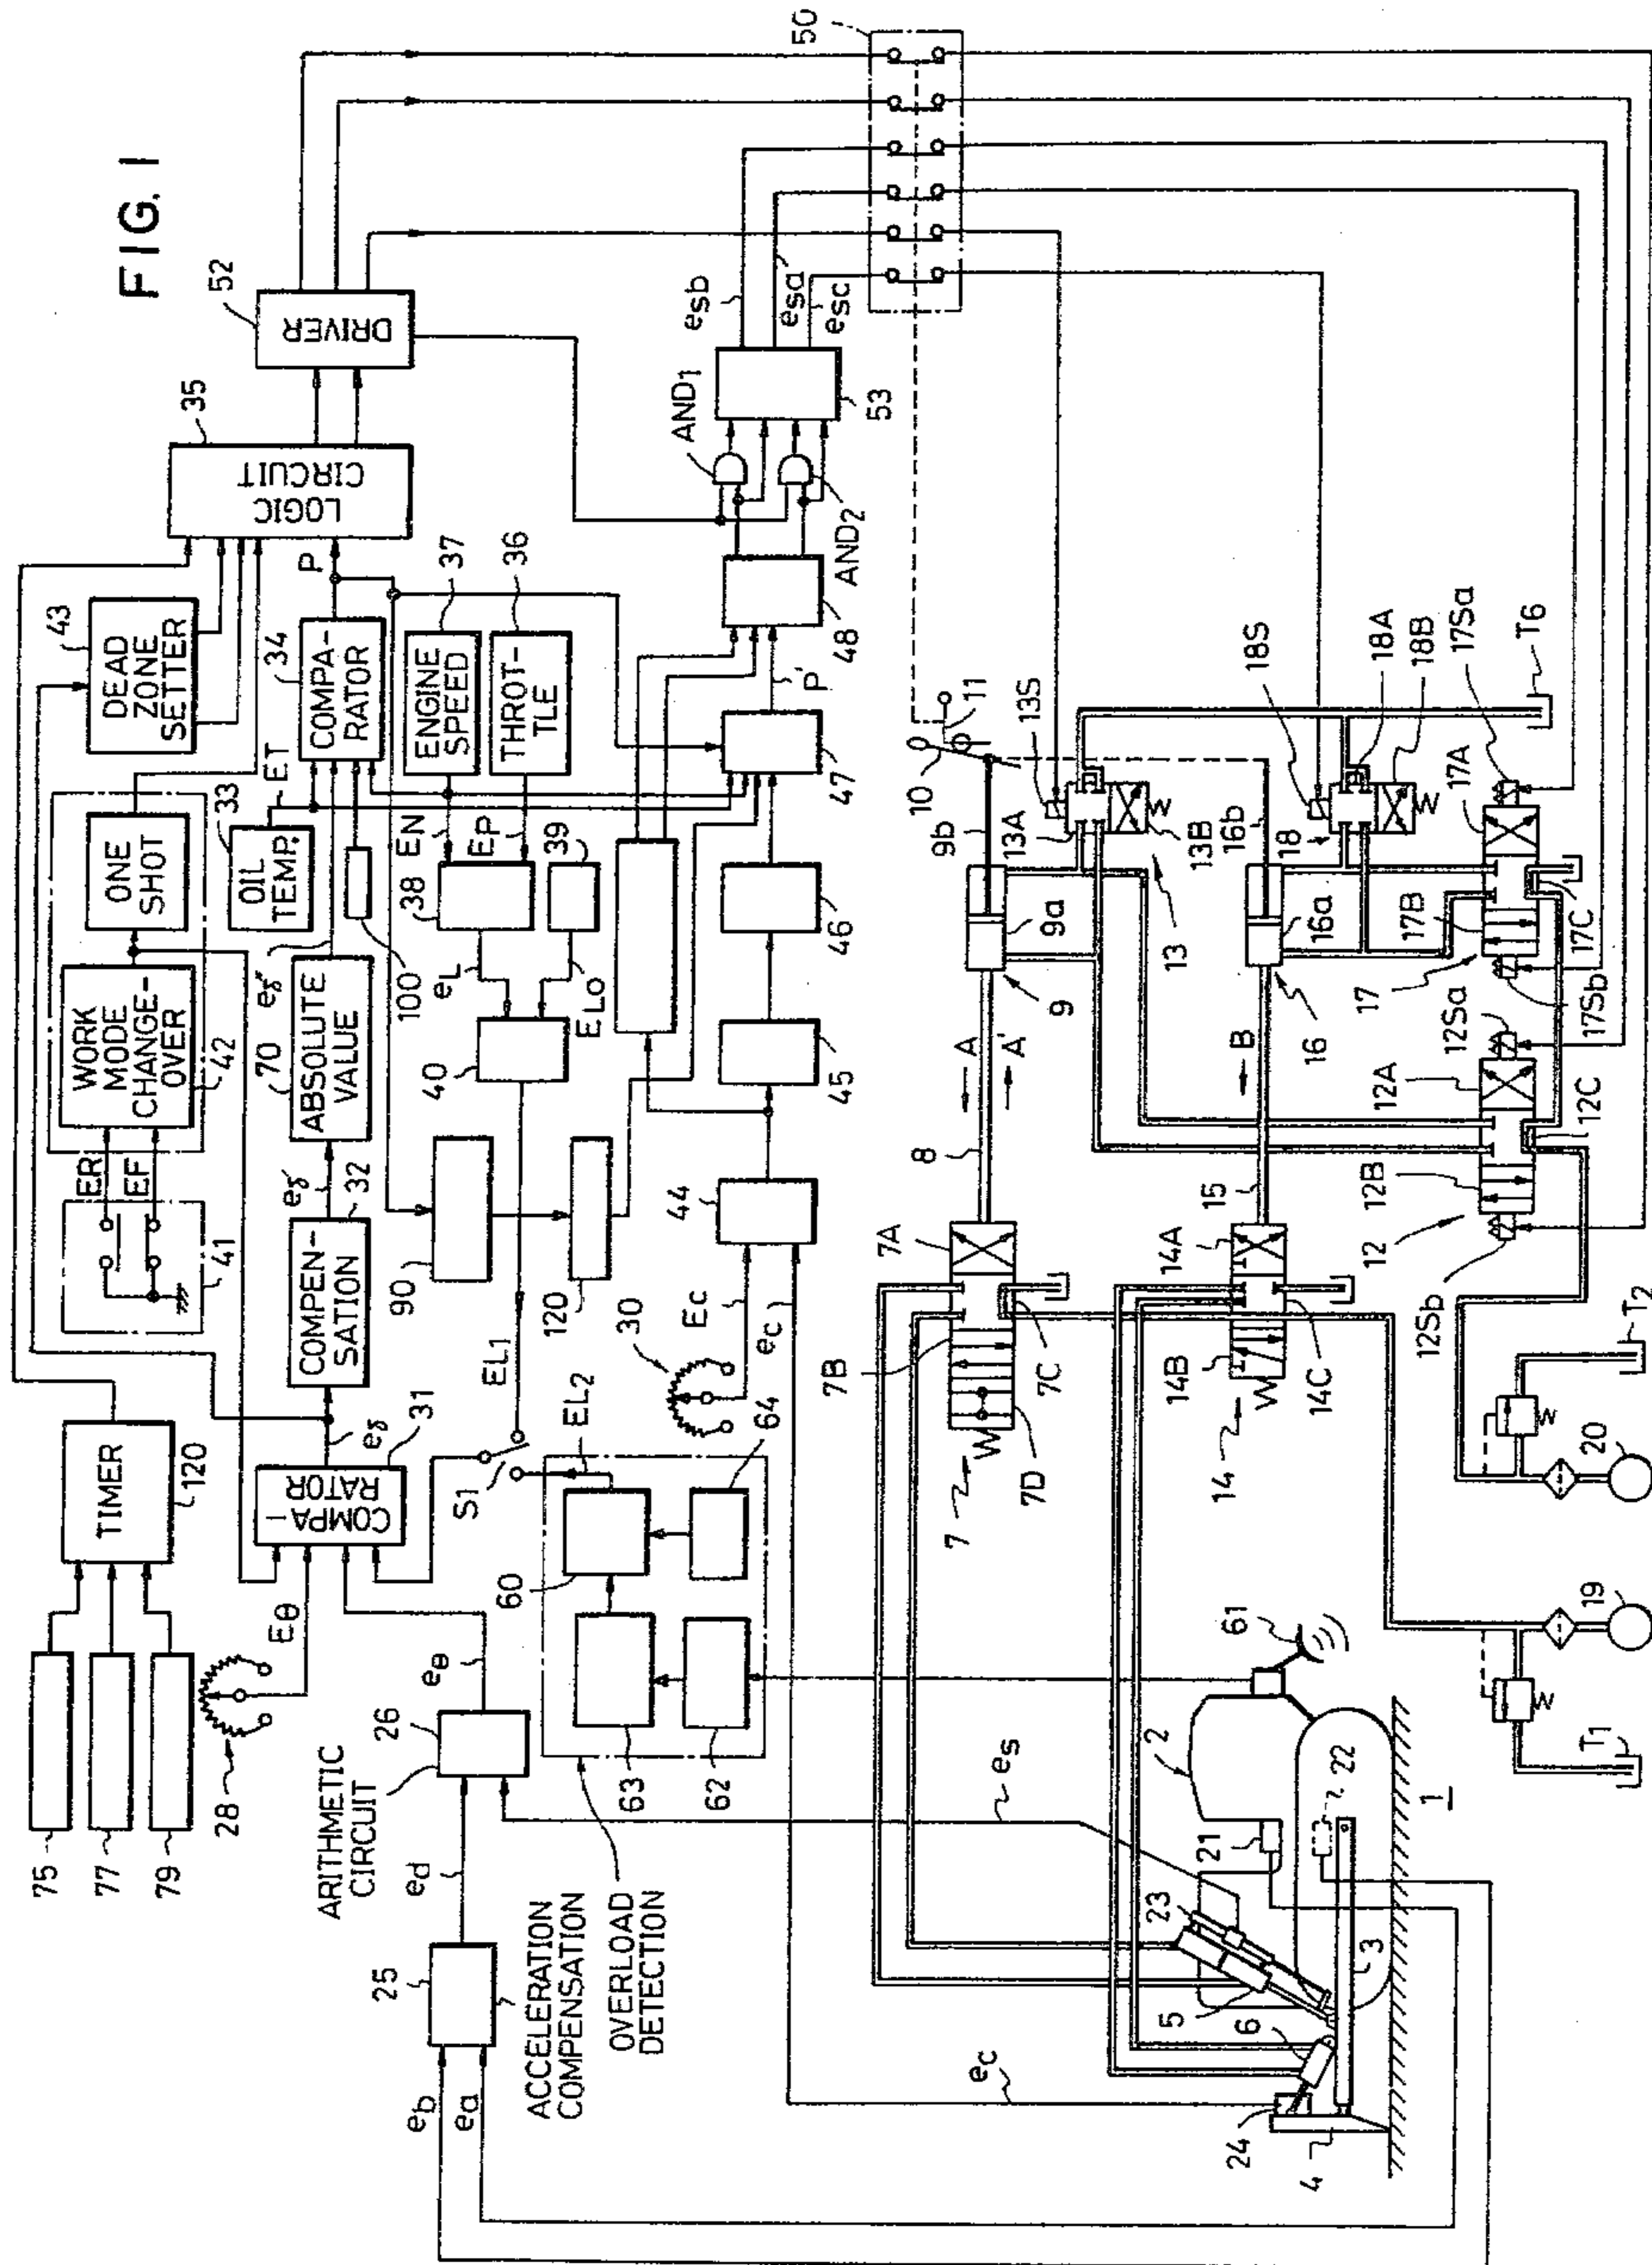 FIG. 1
50
52
DRIVER
35
LOGIC
CIRCUIT
43
DEAD
ZONE
SETTER
P
34
COMPA-
RATOR
ENGINE
SPEED
37
THROT-
TLE
36
33
OIL
TEMP.
ET
ONE
SHOT
WORK
MODE
CHANGE-
OVER
42
ER
EF
41
70
ABSOLUTE
VALUE
100
32
COMPEN-
SATION
31
COMPA-
RATOR
TIMER
120
75
77
79
28
Eθ
eθ
26
ARITHMETIC
CIRCUIT
ed
25
ACCELERATION
COMPENSATION
eb
ea
OVERLOAD
DETECTION
EN
EP
38
39
eL
ELO
40
EL1
EL2
S1
60
64
63
62
90
120
30
Ec
ec
44
45
46
47
P'
48
AND1
AND2
53
esb
esa
esc
10
11
9b
9a
9
A
A'
8
7A
7B
7C
7D
7
13S
13A
13B
13
16b
16a
16
B
15
14A
14B
14C
14
18S
18A
18B
18
17Sa
17A
17B
17C
17
17Sb
12Sa
12A
12B
12C
12
12Sb
T6
T2
20
19
T1
61
2
22
21
1
es
23
5
6
3
24
4
ec